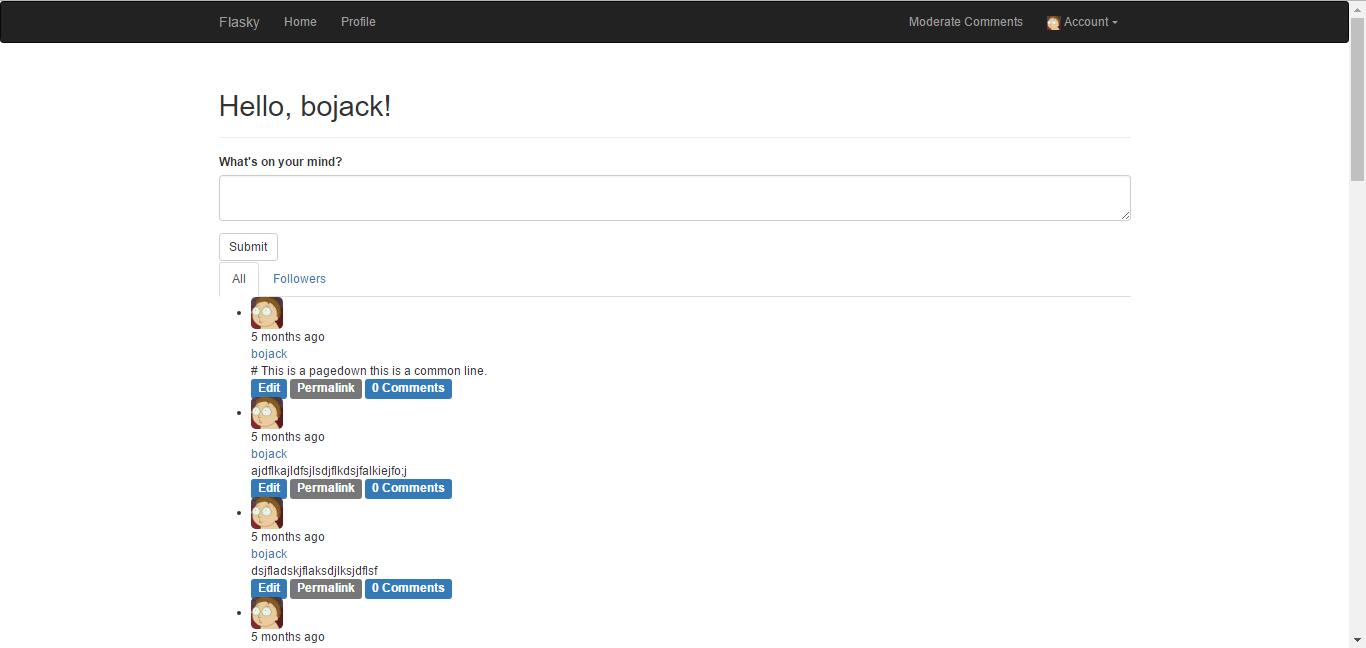 Flasky Home Profile Moderate Comments Account
Hello, bojack!
What's on your mind?
Submit
All Followers
5 months ago
bojack
# This is a pagedown this is a common line.
Edit Permalink 0 Comments
5 months ago
bojack
ajdflkajldfsjlsdjflkdsjfalkiejfo;j
Edit Permalink 0 Comments
5 months ago
bojack
dsjfladskjflaksdjlksjdflsf
Edit Permalink 0 Comments
5 months ago